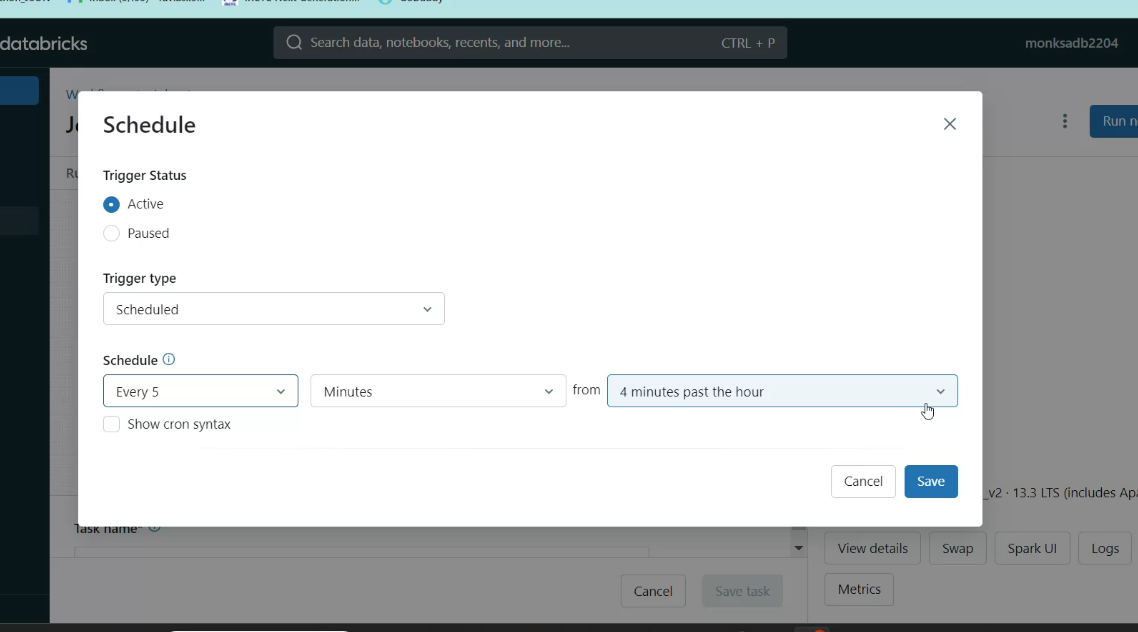 databricks
Search data, notebooks, recents, and more...
CTRL + P
monksadb2204
Schedule
Run
Trigger Status
Active
Paused
Trigger type
Scheduled
Schedule
Every 5
Minutes
from
4 minutes past the hour
Show cron syntax
Cancel
Save
_v2 · 13.3 LTS (includes
Task name*
View details
Swap
Spark UI
Logs
Cancel
Save task
Metrics